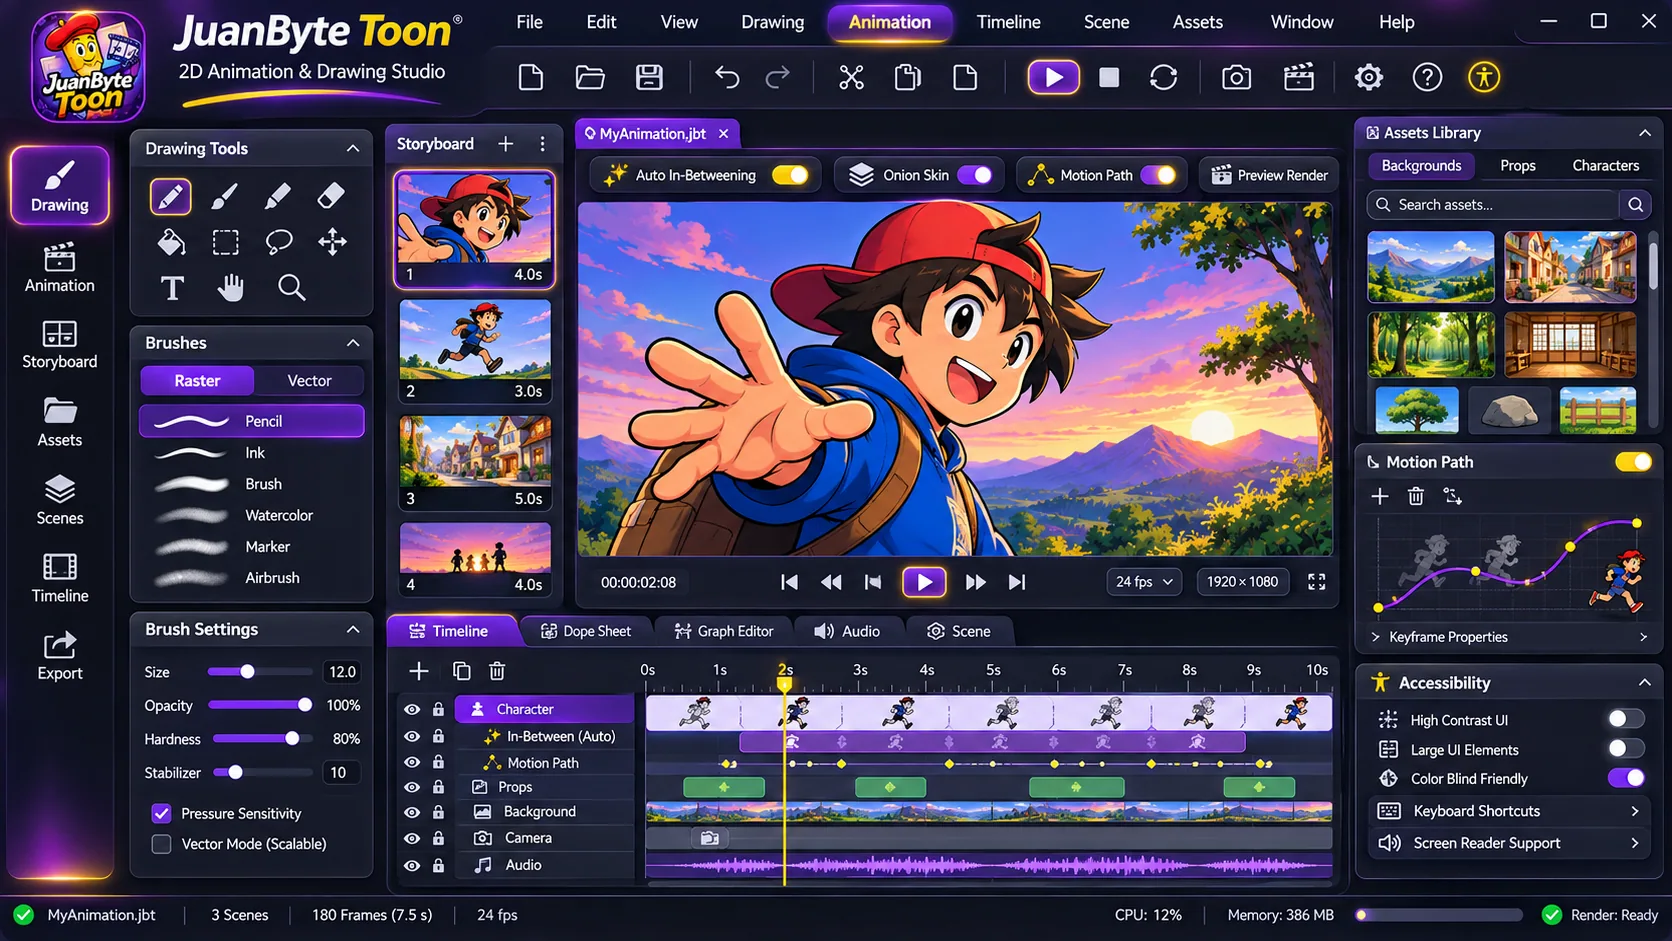 JuanByte Toon
JuanByte Toon®
2D Animation & Drawing Studio
File Edit View Drawing Animation Timeline Scene Assets Window Help
Drawing
Animation
Storyboard
Assets
Scenes
Timeline
Export
Drawing Tools
T
Brushes
Raster Vector
Pencil
Ink
Brush
Watercolor
Marker
Airbrush
Brush Settings
Size 12.0
Opacity 100%
Hardness 80%
Stabilizer 10
Pressure Sensitivity
Vector Mode (Scalable)
Storyboard
1 4.0s
2 3.0s
3 5.0s
4 4.0s
MyAnimation.jbt
Auto In-Betweening Onion Skin Motion Path Preview Render
00:00:02:08 24 fps 1920×1080
Timeline Dope Sheet Graph Editor Audio Scene
0s 1s 2s 3s 4s 5s 6s 7s 8s 9s 10s
Character
In-Between (Auto)
Motion Path
Props
Background
Camera
Audio
Assets Library
Backgrounds Props Characters
Search assets...
Motion Path
Keyframe Properties
Accessibility
High Contrast UI
Large UI Elements
Color Blind Friendly
Keyboard Shortcuts
Screen Reader Support
MyAnimation.jbt 3 Scenes 180 Frames (7.5 s) 24 fps CPU: 12% Memory: 386 MB Render: Ready